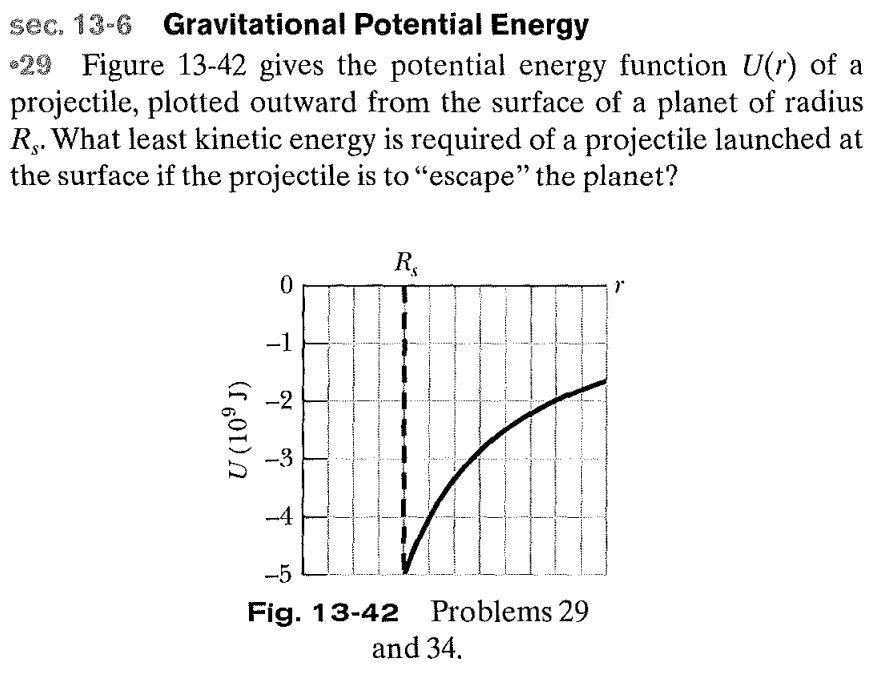 sec. 13-6 Gravitational Potential Energy
•29 Figure 13-42 gives the potential energy function U(r) of a
projectile, plotted outward from the surface of a planet of radius
Rₛ. What least kinetic energy is required of a projectile launched at
the surface if the projectile is to “escape” the planet?
Rₛ
0
r
–1
–2
–3
–4
–5
U (10⁹ J)
Fig. 13-42 Problems 29
and 34.